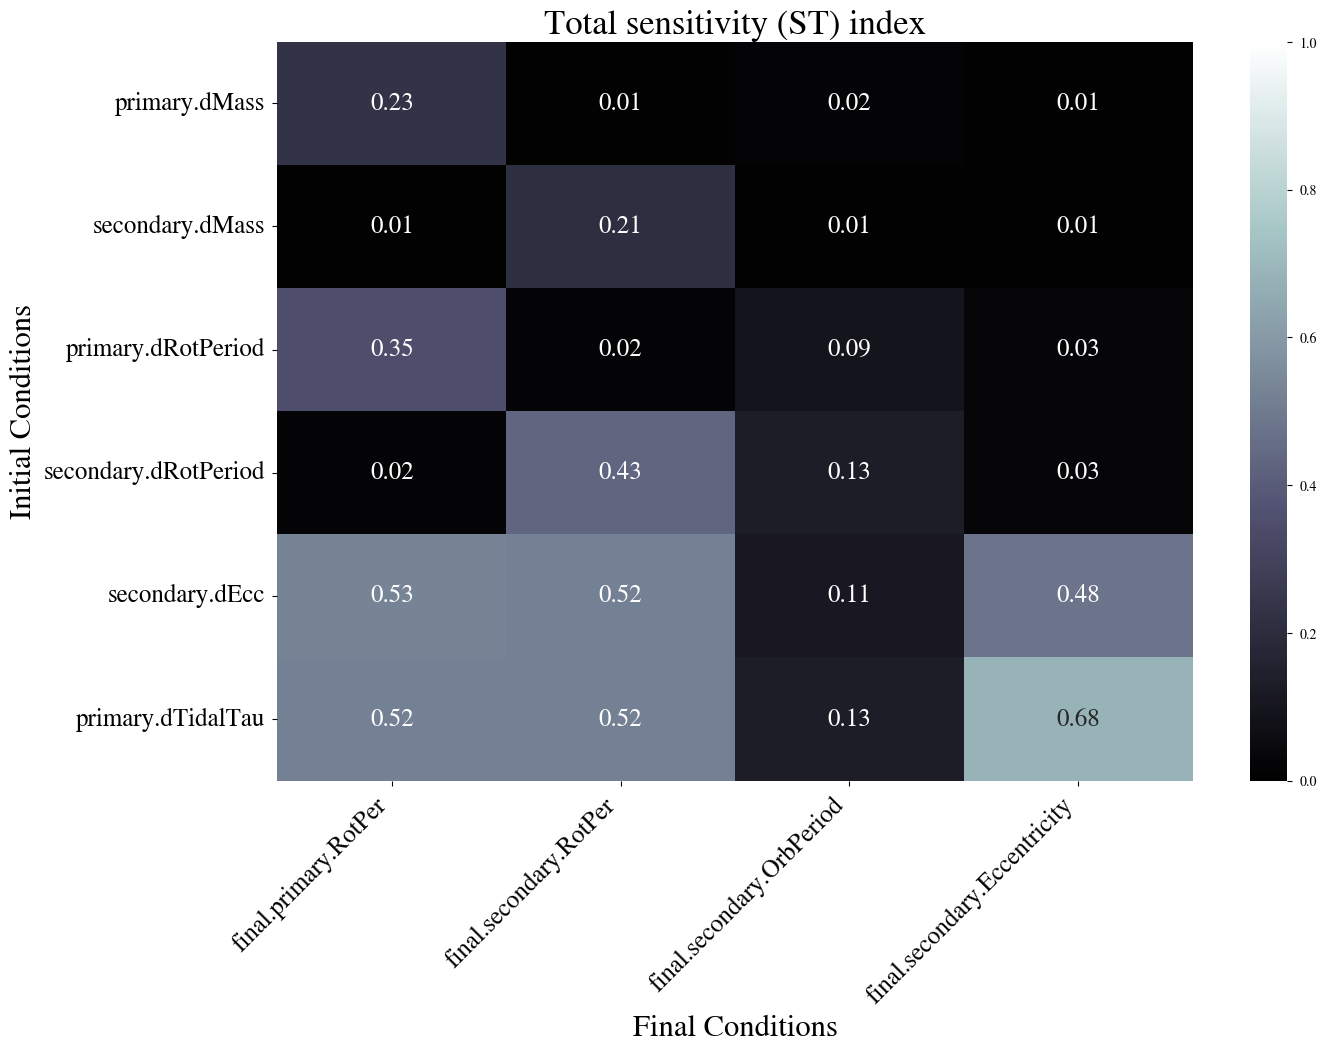 Total sensitivity (ST) index
Initial Conditions
primary.dMass 0.23 0.01 0.02 0.01
secondary.dMass 0.01 0.21 0.01 0.01
primary.dRotPeriod 0.35 0.02 0.09 0.03
secondary.dRotPeriod 0.02 0.43 0.13 0.03
secondary.dEcc 0.53 0.52 0.11 0.48
primary.dTidalTau 0.52 0.52 0.13 0.68
final.primary.RotPer
final.secondary.RotPer
final.secondary.OrbPeriod
final.secondary.Eccentricity
Final Conditions
1.0
0.8
0.6
0.4
0.2
0.0